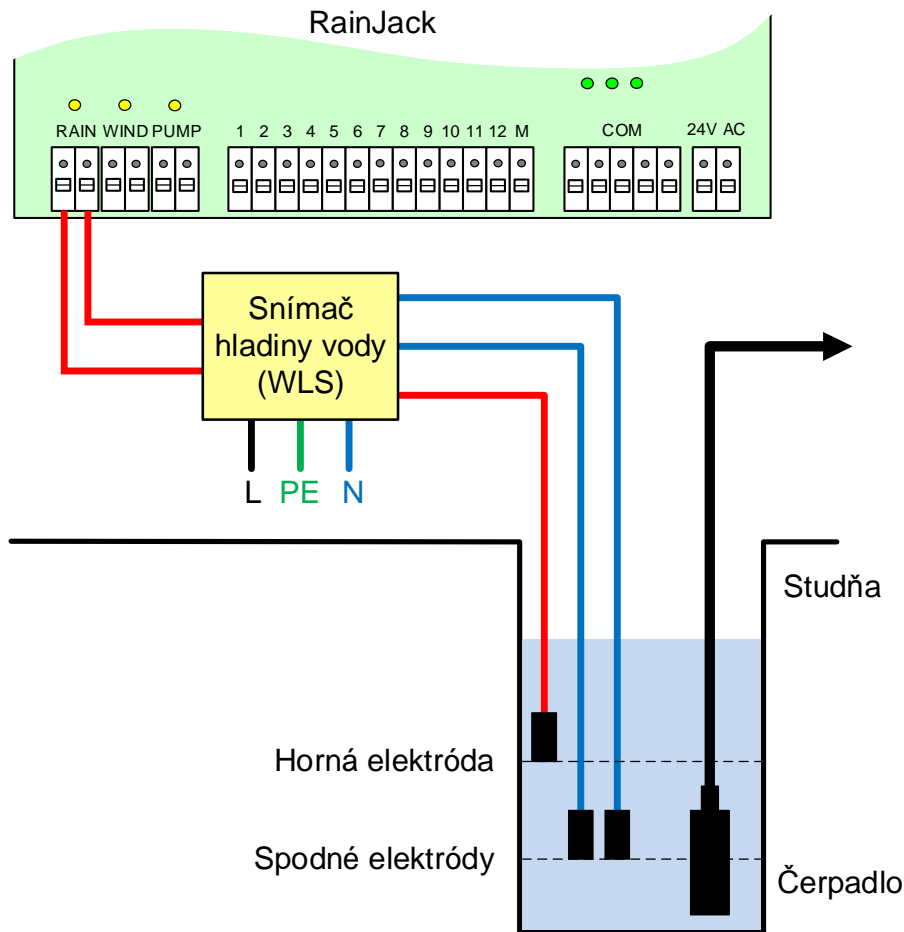 RainJack
RAIN WIND PUMP 1 2 3 4 5 6 7 8 9 10 11 12 M COM 24V AC
Snímač
hladiny vody
(WLS)
L PE N
Studňa
Horná elektróda
Spodné elektródy
Čerpadlo